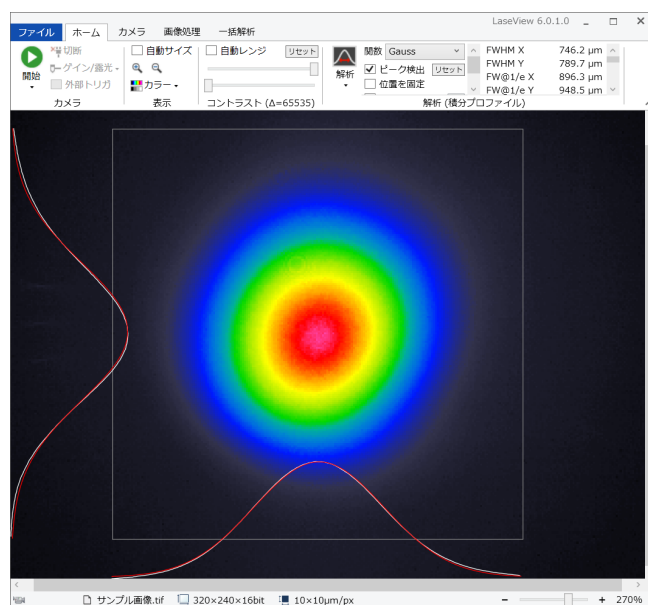 LaseView 6.0.1.0
ファイル ホーム カメラ 画像処理 一括解析
開始
切断
ゲイン/露光
外部トリガ
カメラ
自動サイズ
カラー
表示
自動レンジ リセット
コントラスト (Δ=65535)
解析
関数 Gauss
ピーク検出 リセット
位置を固定
FWHM X 746.2 μm
FWHM Y 789.7 μm
FW@1/e X 896.3 μm
FW@1/e Y 948.5 μm
解析 (積分プロファイル)
サンプル画像.tif 320×240×16bit 10×10μm/px 270%